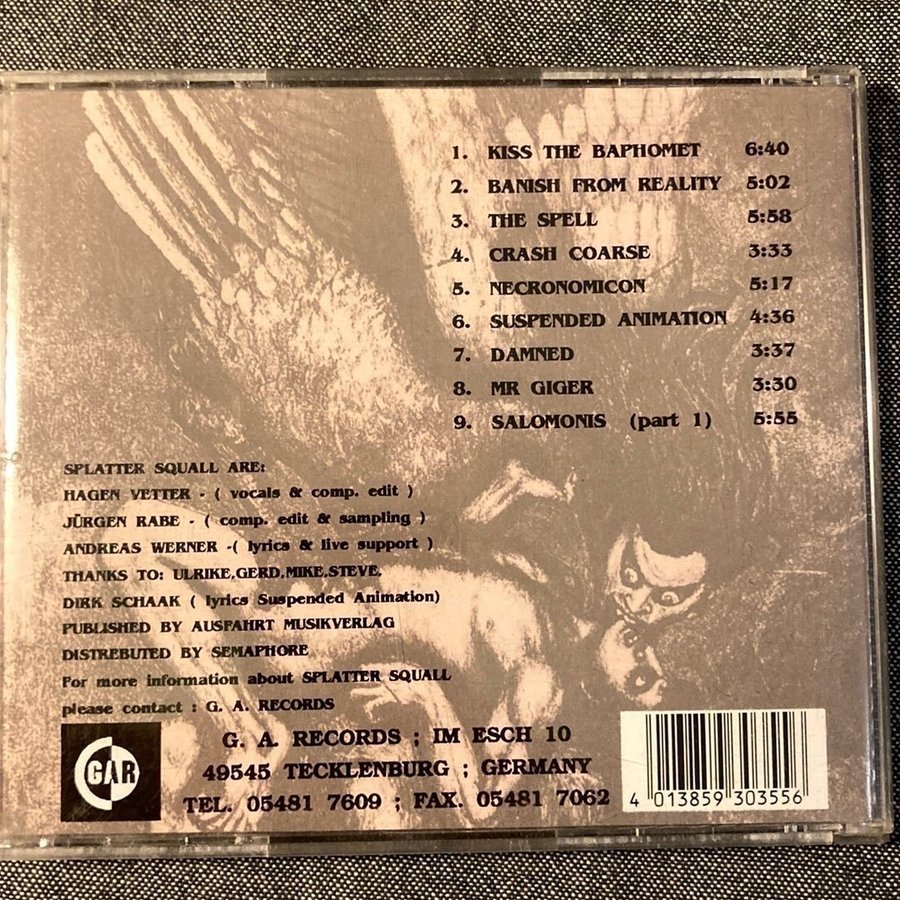 1. KISS THE BAPHOMET 6:40
2. BANISH FROM REALITY 5:02
3. THE SPELL 5:58
4. CRASH COARSE 3:33
5. NECRONOMICON 5:17
6. SUSPENDED ANIMATION 4:36
7. DAMNED 3:37
8. MR GIGER 3:30
9. SALOMONIS (part 1) 5:55
SPLATTER SQUALL ARE:
HAGEN VETTER - ( vocals & comp. edit )
JÜRGEN RABE - ( comp. edit & sampling )
ANDREAS WERNER -( lyrics & live support )
THANKS TO: ULRIKE,GERD,MIKE,STEVE,
DIRK SCHAAK ( lyrics Suspended Animation)
PUBLISHED BY AUSFAHRT MUSIKVERLAG
DISTREBUTED BY SEMAPHORE
For more information about SPLATTER SQUALL
please contact : G. A. RECORDS
GAR
G. A. RECORDS ; IM ESCH 10
49545 TECKLENBURG ; GERMANY
TEL. 05481 7609 ; FAX. 05481 7062
4 013859 303556